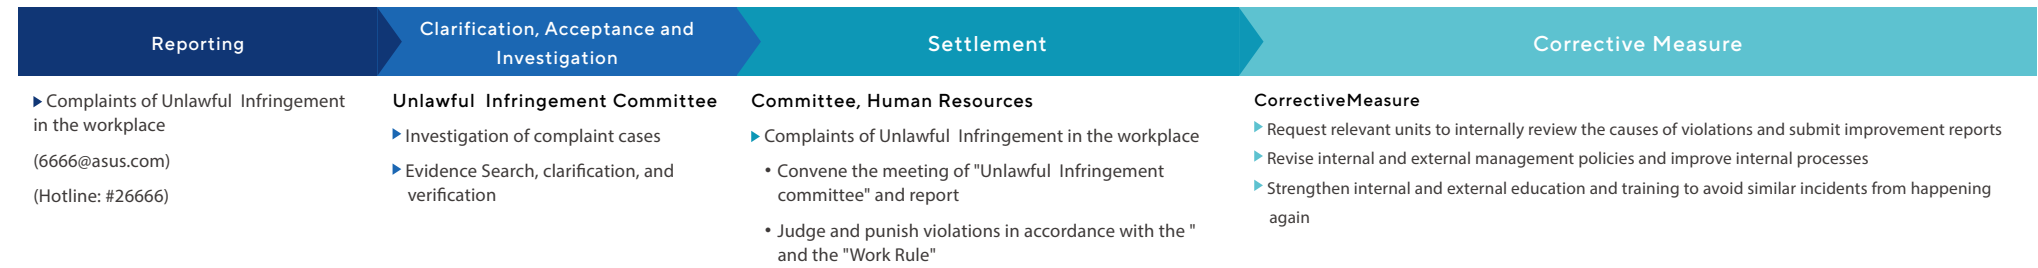 Reporting
Clarification, Acceptance and
Investigation
Settlement
Corrective Measure
Complaints of Unlawful Infringement
in the workplace
(6666@asus.com)
(Hotline: #26666)
Unlawful Infringement Committee
Investigation of complaint cases
Evidence Search, clarification, and
verification
Committee, Human Resources
Complaints of Unlawful Infringement in the workplace
• Convene the meeting of "Unlawful Infringement
committee" and report
• Judge and punish violations in accordance with the "
and the "Work Rule"
CorrectiveMeasure
Request relevant units to internally review the causes of violations and submit improvement reports
Revise internal and external management policies and improve internal processes
Strengthen internal and external education and training to avoid similar incidents from happening
again